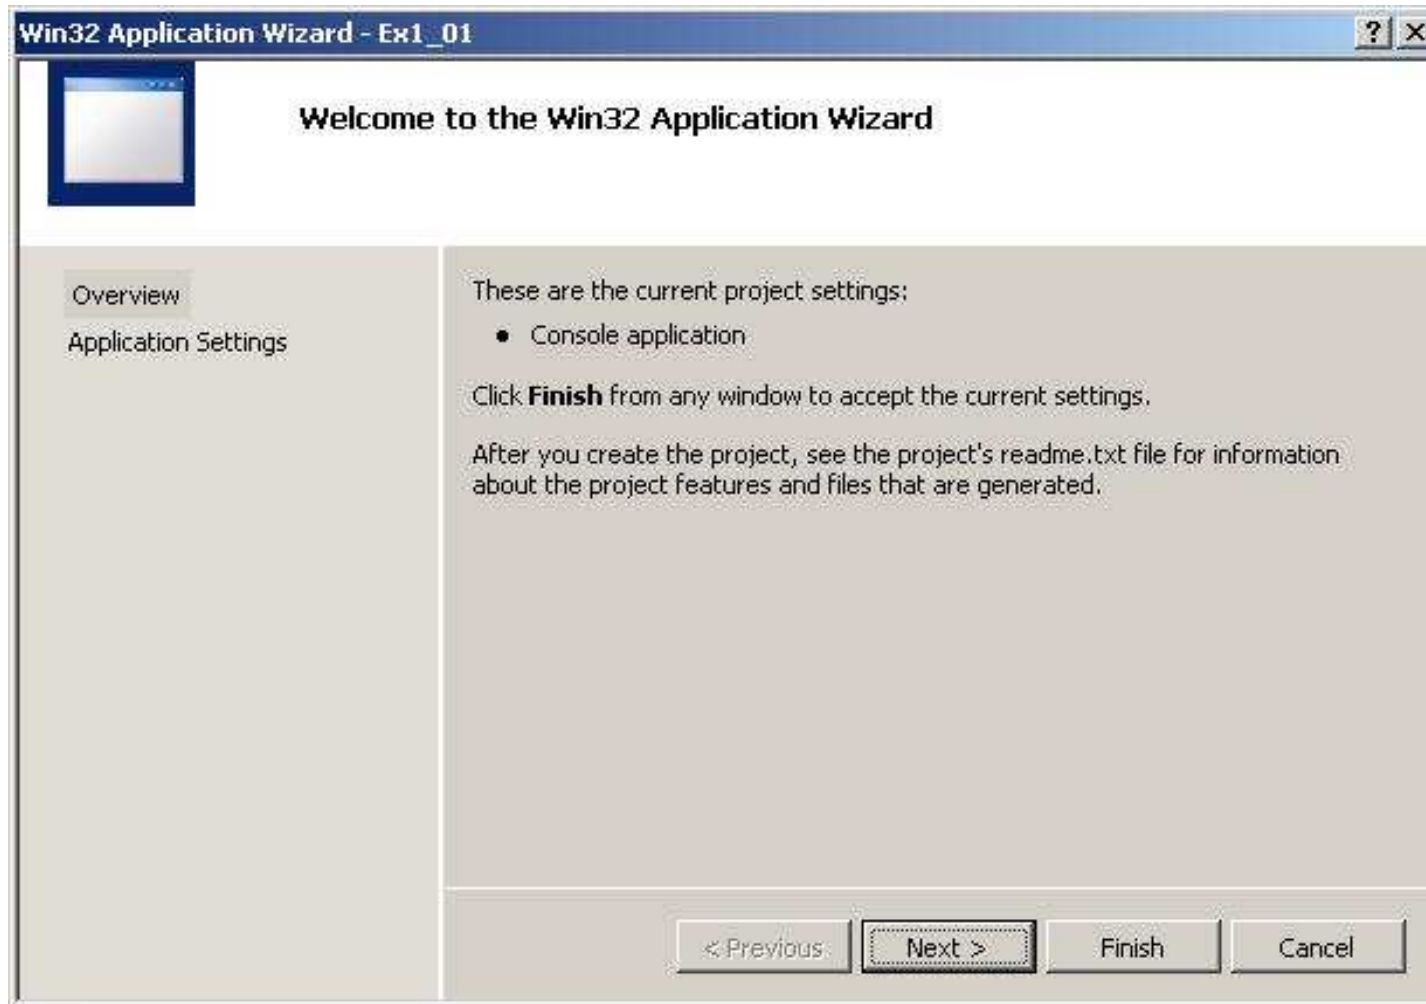 Win32 Application Wizard - Ex1_01
? X
Welcome to the Win32 Application Wizard
Overview
Application Settings
These are the current project settings:
• Console application
Click Finish from any window to accept the current settings.
After you create the project, see the project's readme.txt file for information
about the project features and files that are generated.
< Previous
Next >
Finish
Cancel